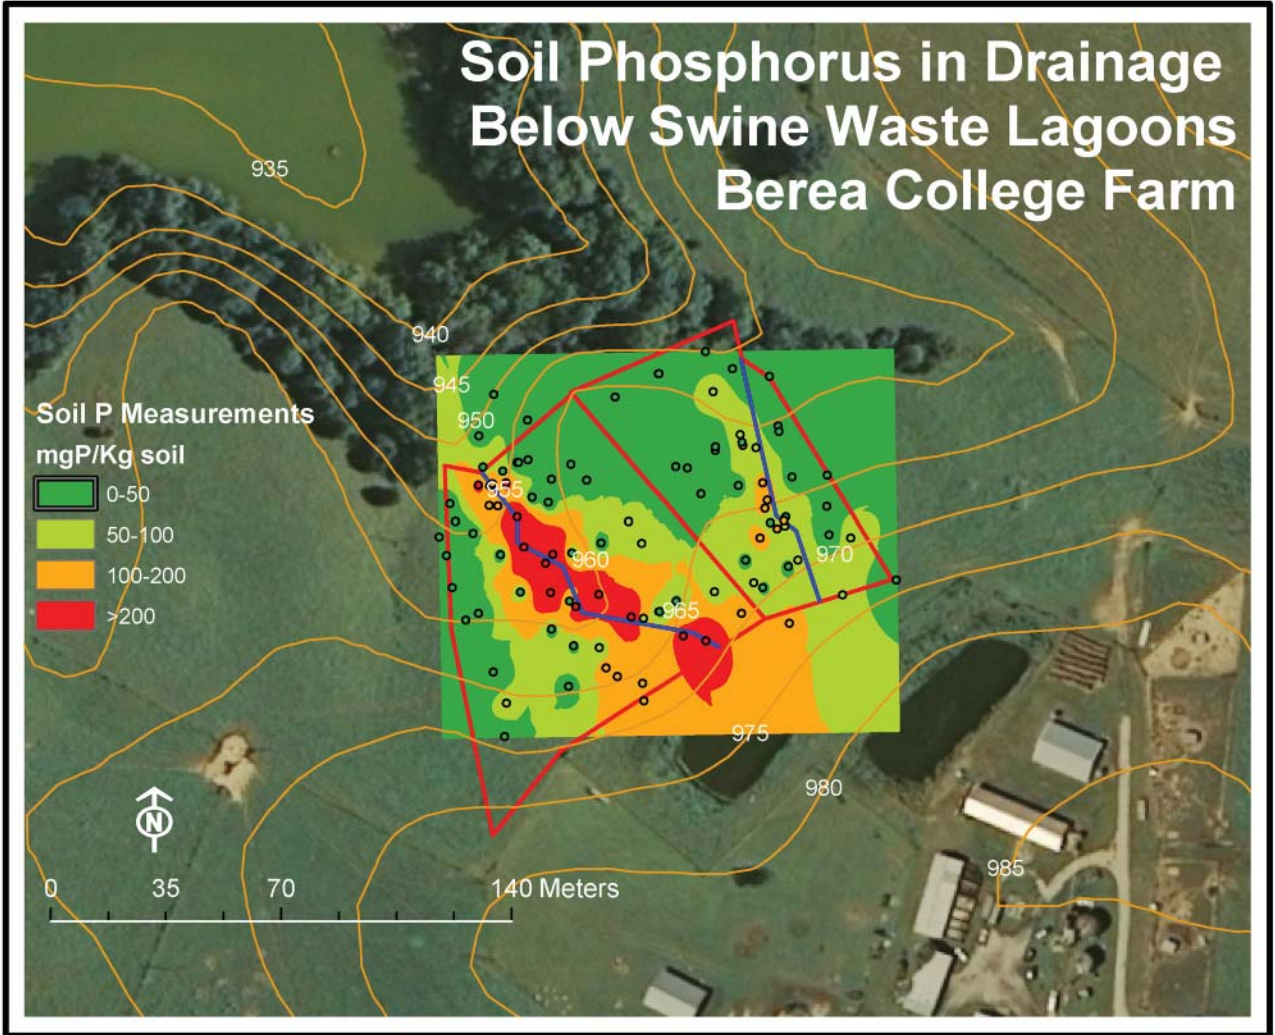 Soil Phosphorus in Drainage
Below Swine Waste Lagoons
Berea College Farm
935
940
945
950
955
960
965
970
975
980
985
Soil P Measurements
mgP/Kg soil
0-50
50-100
100-200
>200
N
0 35 70 140 Meters